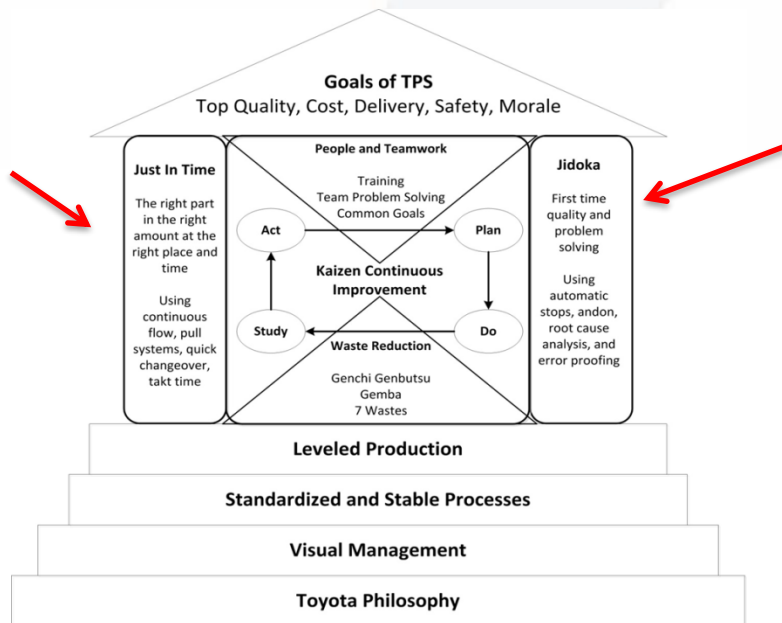 Goals of TPS
Top Quality, Cost, Delivery, Safety, Morale
Just In Time
The right part
in the right
amount at the
right place and
time
Using
continuous
flow, pull
systems, quick
changeover,
takt time
People and Teamwork
Training
Team Problem Solving
Common Goals
Act
Plan
Kaizen Continuous
Improvement
Study
Do
Waste Reduction
Genchi Genbutsu
Gemba
7 Wastes
Jidoka
First time
quality and
problem
solving
Using
automatic
stops, andon,
root cause
analysis, and
error proofing
Leveled Production
Standardized and Stable Processes
Visual Management
Toyota Philosophy